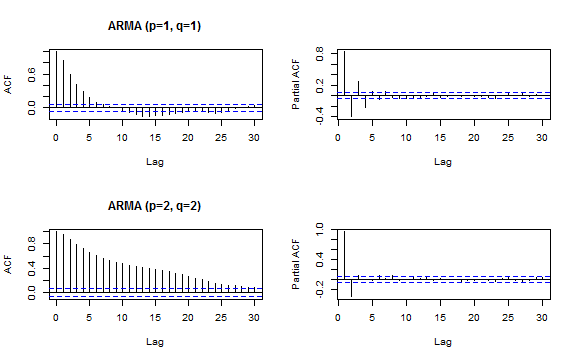 ARMA (p=1, q=1)
ACF
0.0 0.6
0 5 10 15 20 25 30
Lag
Partial ACF
-0.4 0.2 0.8
0 5 10 15 20 25 30
Lag
ARMA (p=2, q=2)
ACF
0.0 0.4 0.8
0 5 10 15 20 25 30
Lag
Partial ACF
-0.2 0.4 1.0
0 5 10 15 20 25 30
Lag